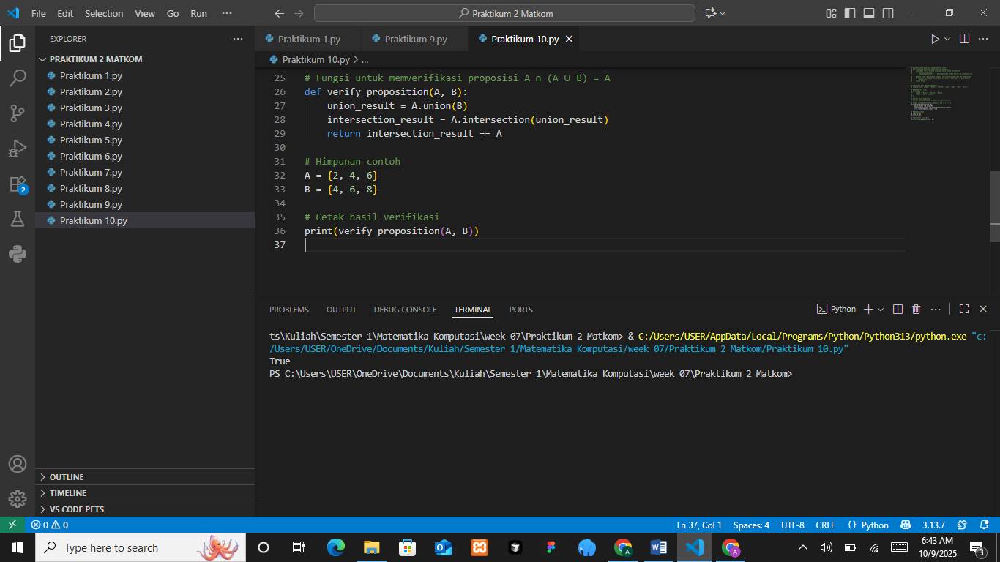 File Edit Selection View Go Run ···
Praktikum 2 Matkom
EXPLORER ···
PRAKTIKUM 2 MATKOM
Praktikum 1.py
Praktikum 2.py
Praktikum 3.py
Praktikum 4.py
Praktikum 5.py
Praktikum 6.py
Praktikum 7.py
Praktikum 8.py
Praktikum 9.py
Praktikum 10.py
2
OUTLINE
TIMELINE
VS CODE PETS
Praktikum 1.py Praktikum 9.py Praktikum 10.py
Praktikum 10.py > ...
25 # Fungsi untuk memverifikasi proposisi A ∩ (A ∪ B) = A
26 def verify_proposition(A, B):
27 union_result = A.union(B)
28 intersection_result = A.intersection(union_result)
29 return intersection_result == A
30
31 # Himpunan contoh
32 A = {2, 4, 6}
33 B = {4, 6, 8}
34
35 # Cetak hasil verifikasi
36 print(verify_proposition(A, B))
37
PROBLEMS OUTPUT DEBUG CONSOLE TERMINAL PORTS
Python
ts\Kuliah\Semester 1\Matematika Komputasi\week 07\Praktikum 2 Matkom> & C:/Users/USER/AppData/Local/Programs/Python/Python313/python.exe "c:
/Users/USER/OneDrive/Documents/Kuliah/Semester 1/Matematika Komputasi/week 07/Praktikum 2 Matkom/Praktikum 10.py"
True
PS C:\Users\USER\OneDrive\Documents\Kuliah\Semester 1\Matematika Komputasi\week 07\Praktikum 2 Matkom>
0 0
Ln 37, Col 1 Spaces: 4 UTF-8 CRLF {} Python 3.13.7
Type here to search
6:43 AM
10/9/2025
3